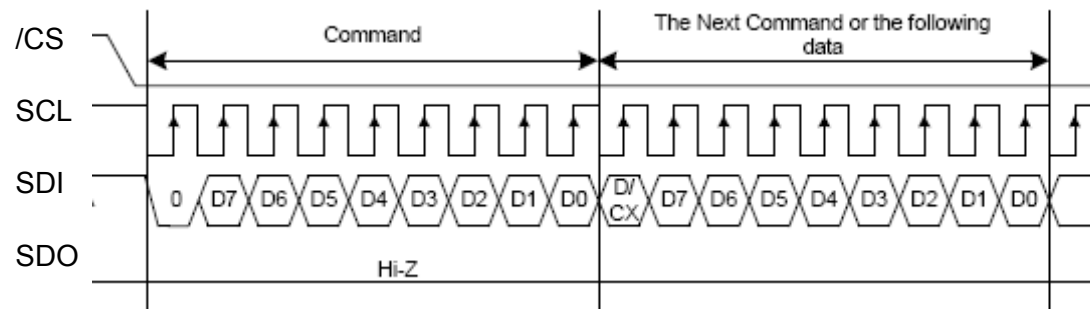 /CS
Command
The Next Command or the following
data
SCL
SDI
0 D7 D6 D5 D4 D3 D2 D1 D0 D/
CX D7 D6 D5 D4 D3 D2 D1 D0
SDO
Hi-Z